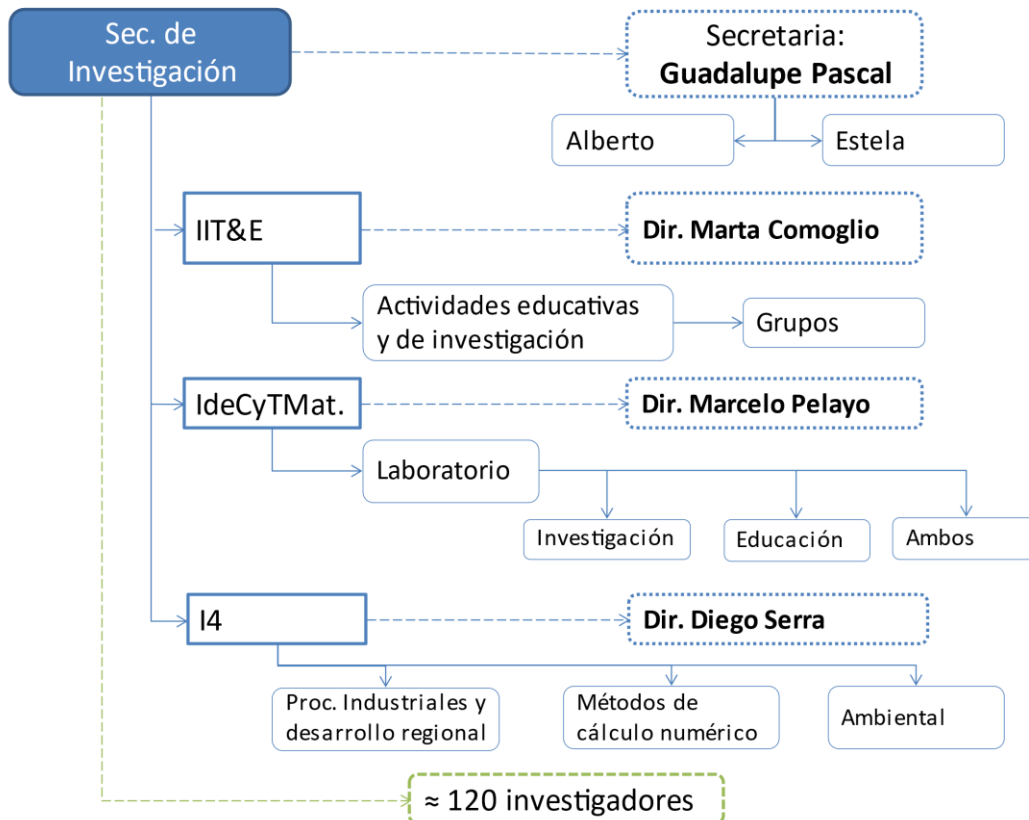 Sec. de
Investigación
Secretaria:
Guadalupe Pascal
Alberto
Estela
IIT&E
Dir. Marta Comoglio
Actividades educativas
y de investigación
Grupos
IdeCyTMat.
Dir. Marcelo Pelayo
Laboratorio
Investigación
Educación
Ambos
I4
Dir. Diego Serra
Proc. Industriales y
desarrollo regional
Métodos de
cálculo numérico
Ambiental
≈ 120 investigadores